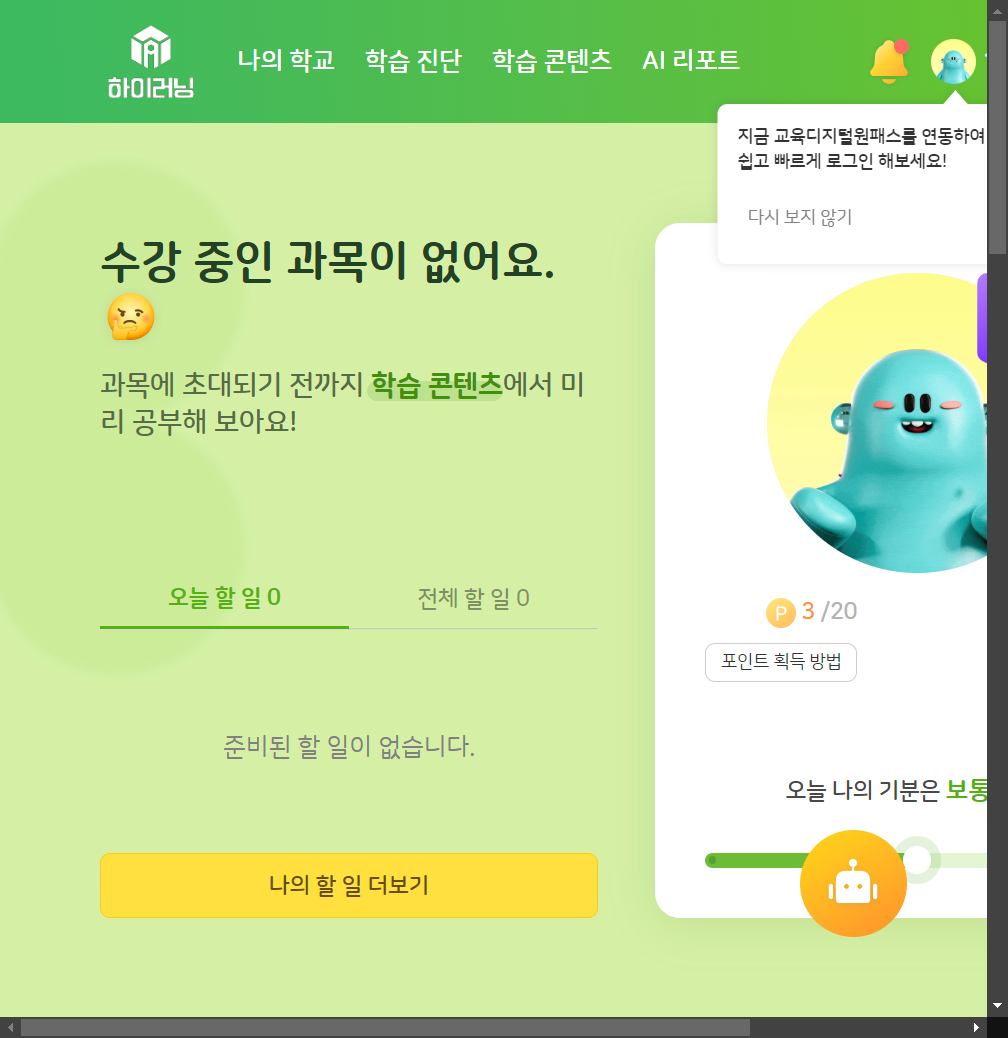 하이러닝
나의 학교 학습 진단 학습 콘텐츠 AI 리포트
지금 교육디지털원패스를 연동하여
쉽고 빠르게 로그인 해보세요!
다시 보지 않기
수강 중인 과목이 없어요.
과목에 초대되기 전까지 학습 콘텐츠에서 미
리 공부해 보아요!
오늘 할 일 0 전체 할 일 0
준비된 할 일이 없습니다.
나의 할 일 더보기
P 3 /20
포인트 획득 방법
오늘 나의 기분은 보통